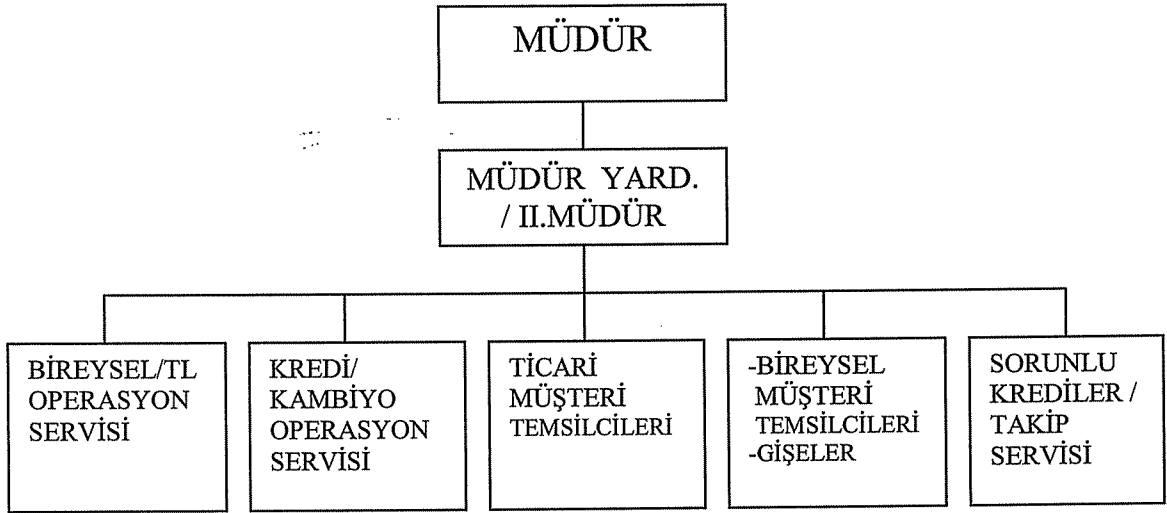 MÜDÜR
MÜDÜR YARD.
/ II.MÜDÜR
BİREYSEL/TL
OPERASYON
SERVİSİ
KREDİ/
KAMBİYO
OPERASYON
SERVİSİ
TİCARİ
MÜŞTERİ
TEMSİLCİLERİ
-BİREYSEL
MÜŞTERİ
TEMSİLCİLERİ
-GİŞELER
SORUNLU
KREDİLER /
TAKİP
SERVİSİ